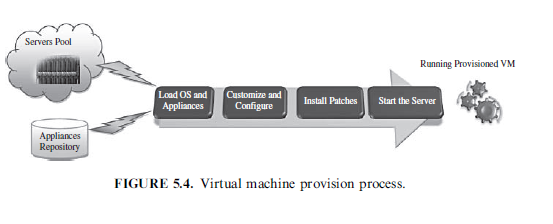 Servers Pool
Running Provisioned VM
Load OS and
Appliances
Customize and
Configure
Install Patches
Start the Server
Appliances
Repository
FIGURE 5.4. Virtual machine provision process.